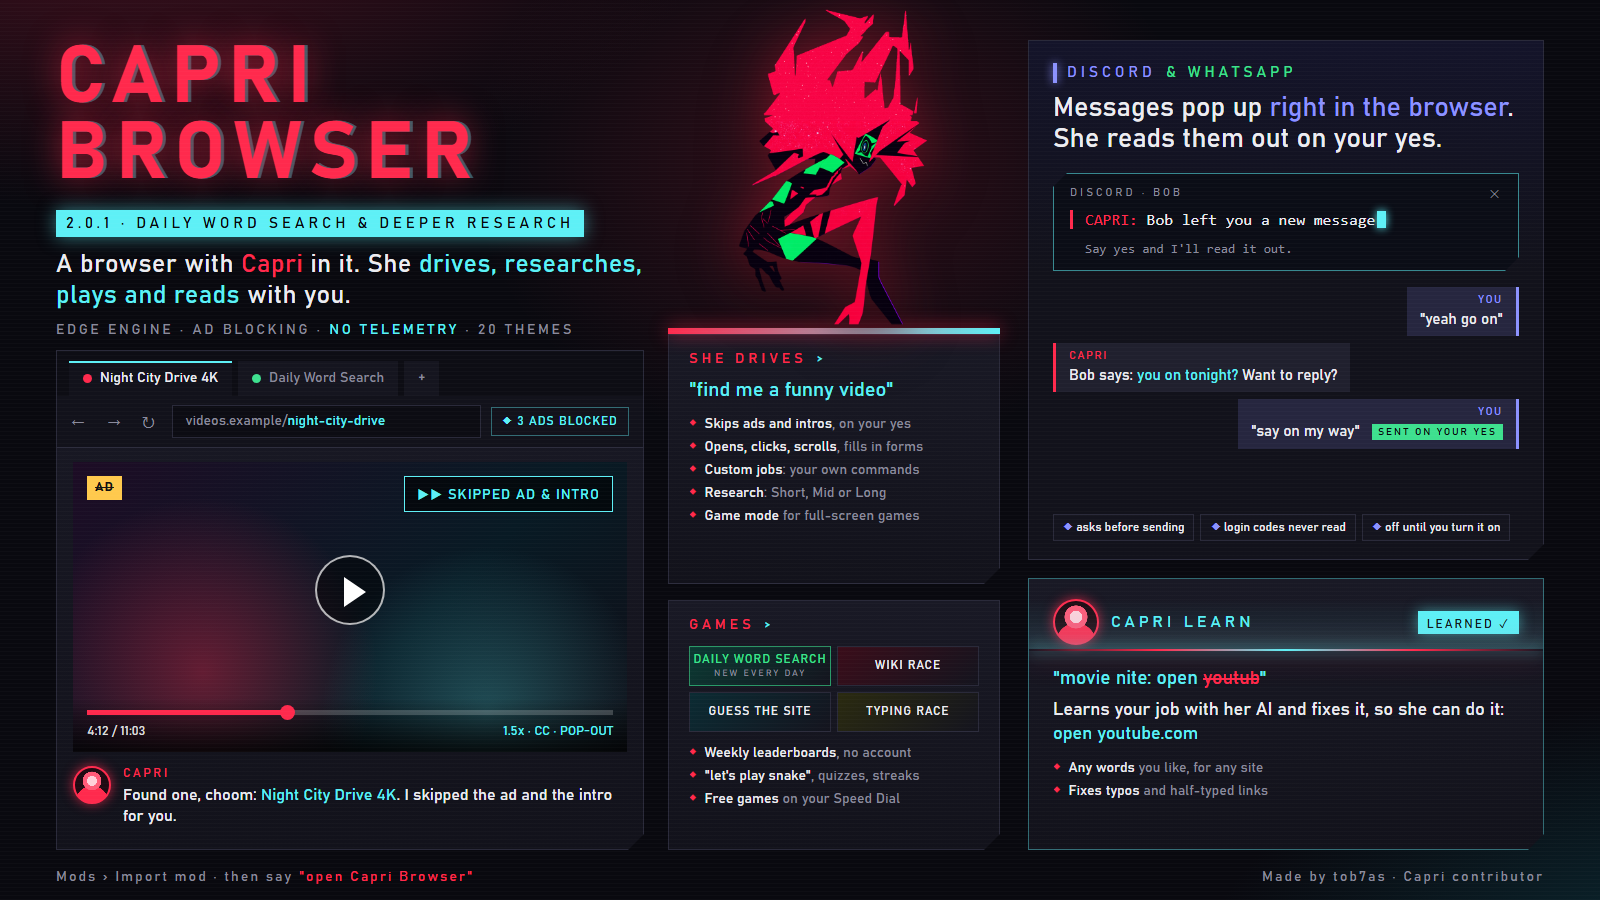 CAPRI
BROWSER
2.0.1 · DAILY WORD SEARCH & DEEPER RESEARCH
A browser with Capri in it. She drives, researches,
plays and reads with you.
EDGE ENGINE · AD BLOCKING · NO TELEMETRY · 20 THEMES
Night City Drive 4K
Daily Word Search
+
videos.example/night-city-drive
3 ADS BLOCKED
AD
▶▶ SKIPPED AD & INTRO
4:12 / 11:03
1.5x · CC · POP-OUT
CAPRI
Found one, choom: Night City Drive 4K. I skipped the ad and the intro
for you.
SHE DRIVES >
"find me a funny video"
Skips ads and intros, on your yes
Opens, clicks, scrolls, fills in forms
Custom jobs: your own commands
Research: Short, Mid or Long
Game mode for full-screen games
GAMES >
DAILY WORD SEARCH
NEW EVERY DAY
WIKI RACE
GUESS THE SITE
TYPING RACE
Weekly leaderboards, no account
"let's play snake", quizzes, streaks
Free games on your Speed Dial
DISCORD & WHATSAPP
Messages pop up right in the browser.
She reads them out on your yes.
DISCORD · BOB
CAPRI: Bob left you a new message
Say yes and I'll read it out.
YOU
"yeah go on"
CAPRI
Bob says: you on tonight? Want to reply?
YOU
"say on my way" SENT ON YOUR YES
asks before sending
login codes never read
off until you turn it on
CAPRI LEARN
LEARNED ✓
"movie nite: open youtub"
Learns your job with her AI and fixes it, so she can do it:
open youtube.com
Any words you like, for any site
Fixes typos and half-typed links
Mods > Import mod · then say "open Capri Browser"
Made by tob7as · Capri contributor